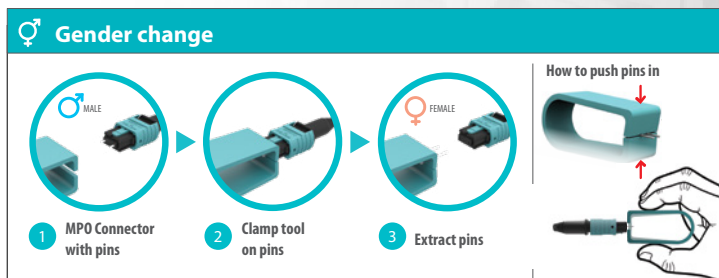 Gender change
MALE
FEMALE
How to push pins in
1
MPO Connector
with pins
2
Clamp tool
on pins
3
Extract pins